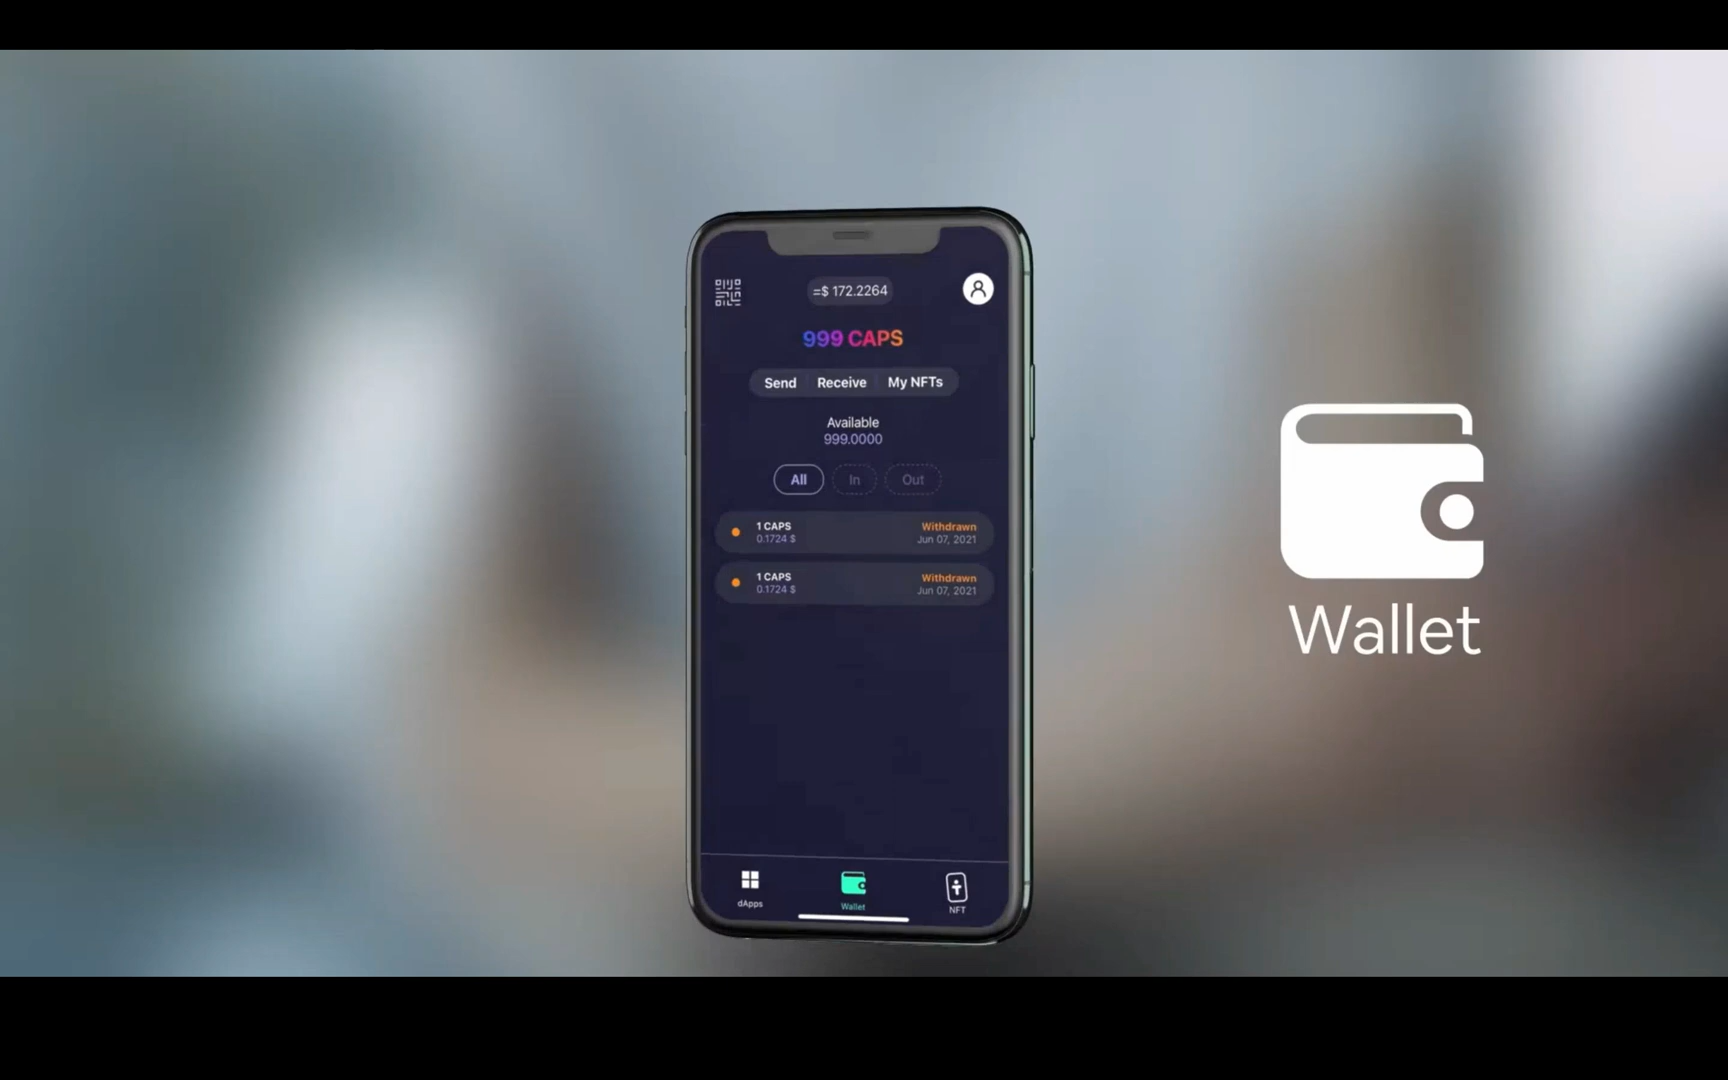 =$ 172.2264
999 CAPS
Send Receive My NFTs
Available
999.0000
All In Out
1 CAPS Withdrawn
0.1724 $ Jun 07, 2021
1 CAPS Withdrawn
0.1724 $ Jun 07, 2021
Wallet
dApps Wallet NFT